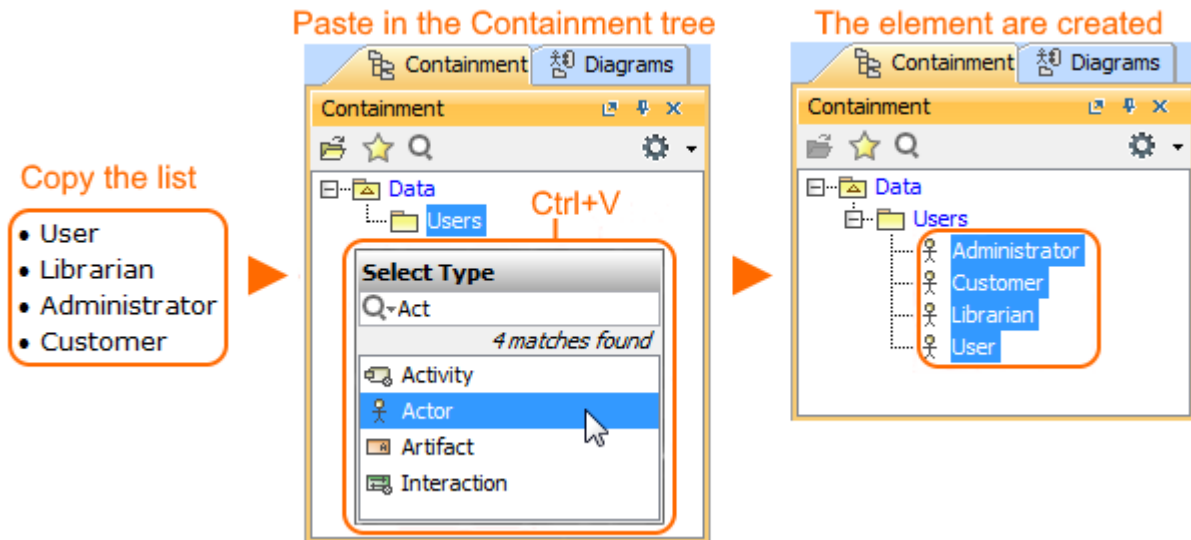 Copy the list
• User
• Librarian
• Administrator
• Customer
Paste in the Containment tree
Containment Diagrams
Containment
Data
Users
Ctrl+V
Select Type
Act
4 matches found
Activity
Actor
Artifact
Interaction
The element are created
Containment Diagrams
Containment
Data
Users
Administrator
Customer
Librarian
User